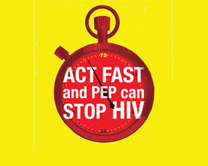 ACT FAST
and PEP can
STOP HIV